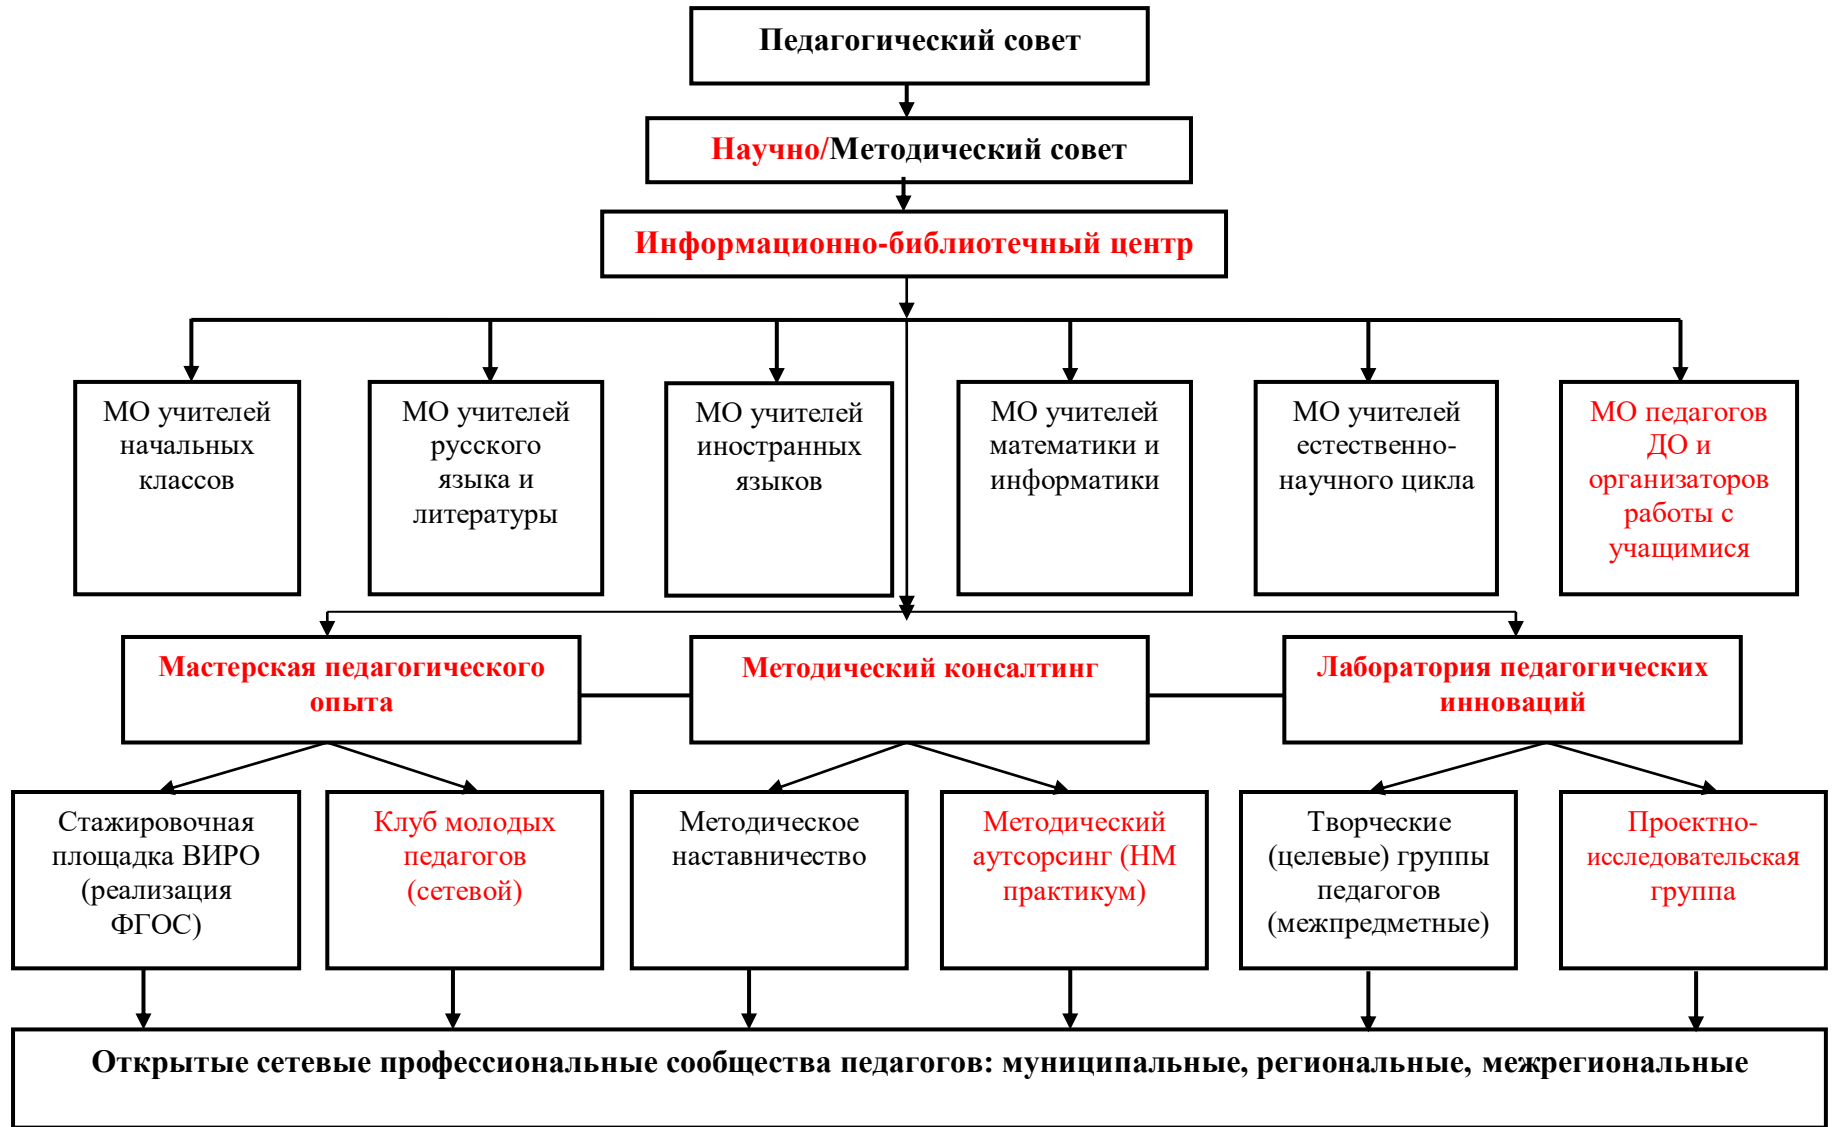 Педагогический совет
Научно/Методический совет
Информационно-библиотечный центр
МО учителей
начальных
классов
МО учителей
русского
языка и
литературы
МО учителей
иностранных
языков
МО учителей
математики и
информатики
МО учителей
естественно-
научного цикла
МО педагогов
ДО и
организаторов
работы с
учащимися
Мастерская педагогического
опыта
Методический консалтинг
Лаборатория педагогических
инноваций
Стажировочная
площадка ВИРО
(реализация
ФГОС)
Клуб молодых
педагогов
(сетевой)
Методическое
наставничество
Методический
аутсорсинг (НМ
практикум)
Творческие
(целевые) группы
педагогов
(межпредметные)
Проектно-
исследовательская
группа
Открытые сетевые профессиональные сообщества педагогов: муниципальные, региональные, межрегиональные